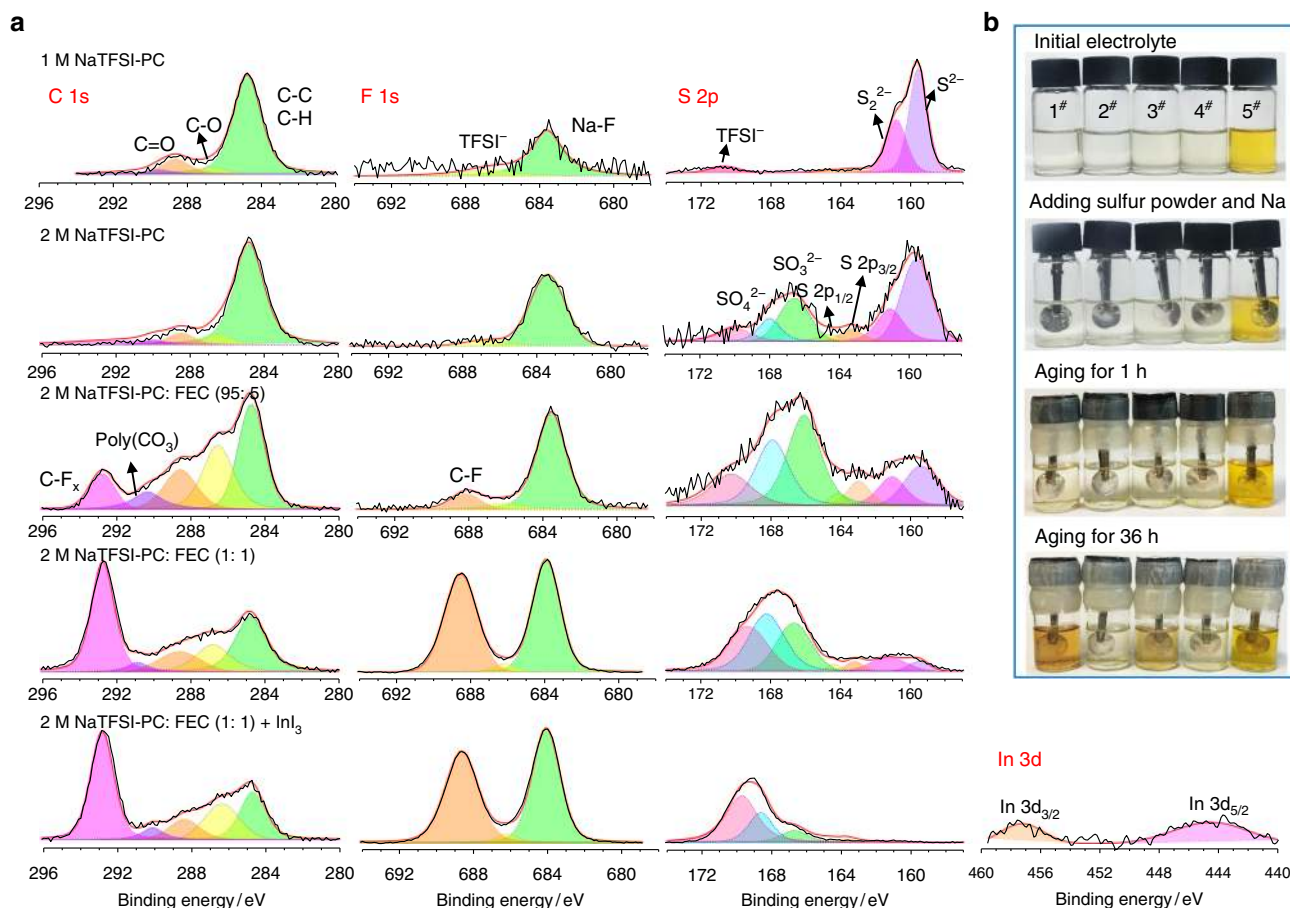 a
1 M NaTFSI-PC
C 1s
C=O
C-O
C-C
C-H
F 1s
TFSI⁻
Na-F
S 2p
TFSI⁻
S₂²⁻
S²⁻
296 292 288 284 280
692 688 684 680
172 168 164 160
2 M NaTFSI-PC
SO₄²⁻
SO₃²⁻
S 2p₁/₂
S 2p₃/₂
296 292 288 284 280
692 688 684 680
172 168 164 160
2 M NaTFSI-PC: FEC (95: 5)
C-Fₓ
Poly(CO₃)
C-F
296 292 288 284 280
692 688 684 680
172 168 164 160
2 M NaTFSI-PC: FEC (1: 1)
296 292 288 284 280
692 688 684 680
172 168 164 160
2 M NaTFSI-PC: FEC (1: 1) + InI₃
296 292 288 284 280
Binding energy/eV
692 688 684 680
Binding energy/eV
172 168 164 160
Binding energy/eV
In 3d
In 3d₃/₂
In 3d₅/₂
460 456 452 448 444 440
Binding energy/eV
b
Initial electrolyte
1# 2# 3# 4# 5#
Adding sulfur powder and Na
Aging for 1 h
Aging for 36 h